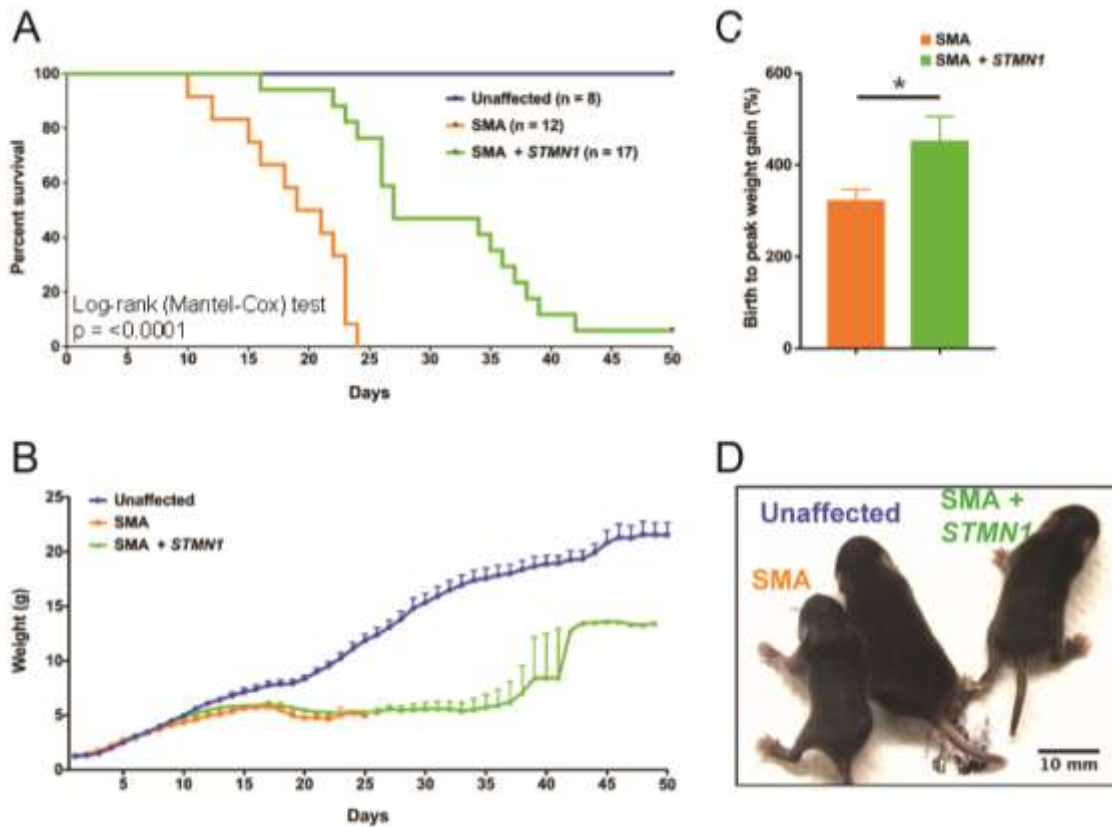 A
100
80
60
40
20
0
Percent survival
Unaffected (n = 8)
SMA (n = 12)
SMA + STMN1 (n = 17)
Log-rank (Mantel-Cox) test
p = <0.0001
0 5 10 15 20 25 30 35 40 45 50
Days
C
SMA
SMA + STMN1
600
400
200
0
Birth to peak weight gain (%)
*
B
Unaffected
SMA
SMA + STMN1
25
20
15
10
5
0
Weight (g)
5 10 15 20 25 30 35 40 45 50
Days
D
Unaffected
SMA +
STMN1
SMA
10 mm